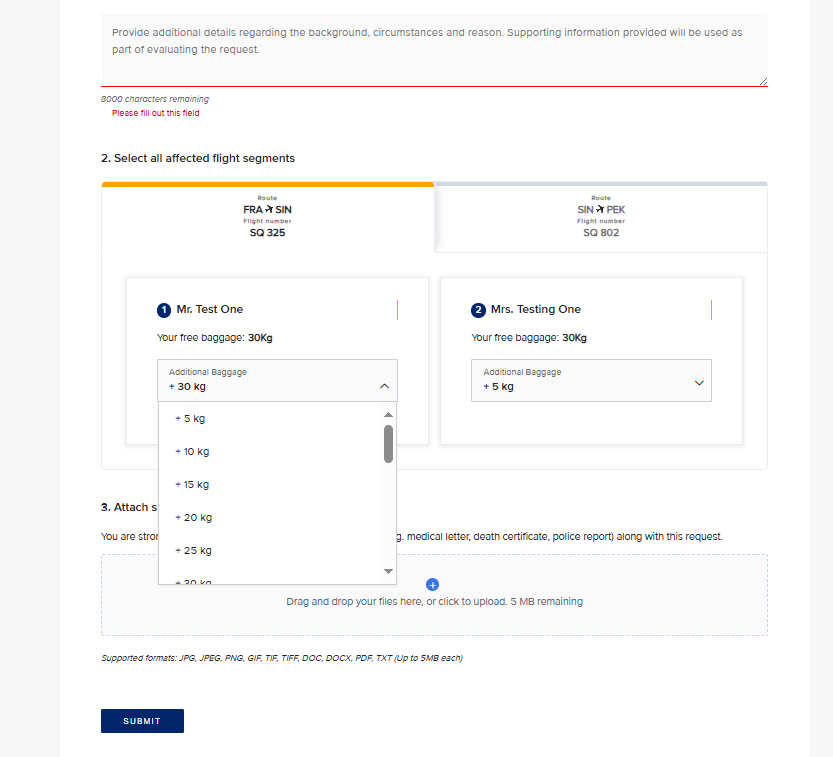 Provide additional details regarding the background, circumstances and reason. Supporting information provided will be used as
part of evaluating the request.
8000 characters remaining
Please fill out this field
2. Select all affected flight segments
Route
FRA SIN
Flight number
SQ 325
Route
SIN PEK
Flight number
SQ 802
1 Mr. Test One
Your free baggage: 30Kg
Additional Baggage
+ 30 kg
+ 5 kg
+ 10 kg
+ 15 kg
+ 20 kg
+ 25 kg
+ 30 kg
2 Mrs. Testing One
Your free baggage: 30Kg
Additional Baggage
+ 5 kg
3. Attach s
You are stron g. medical letter, death certificate, police report) along with this request.
Drag and drop your files here, or click to upload. 5 MB remaining
Supported formats: JPG, JPEG, PNG, GIF, TIF, TIFF, DOC, DOCX, PDF, TXT (Up to 5MB each)
SUBMIT